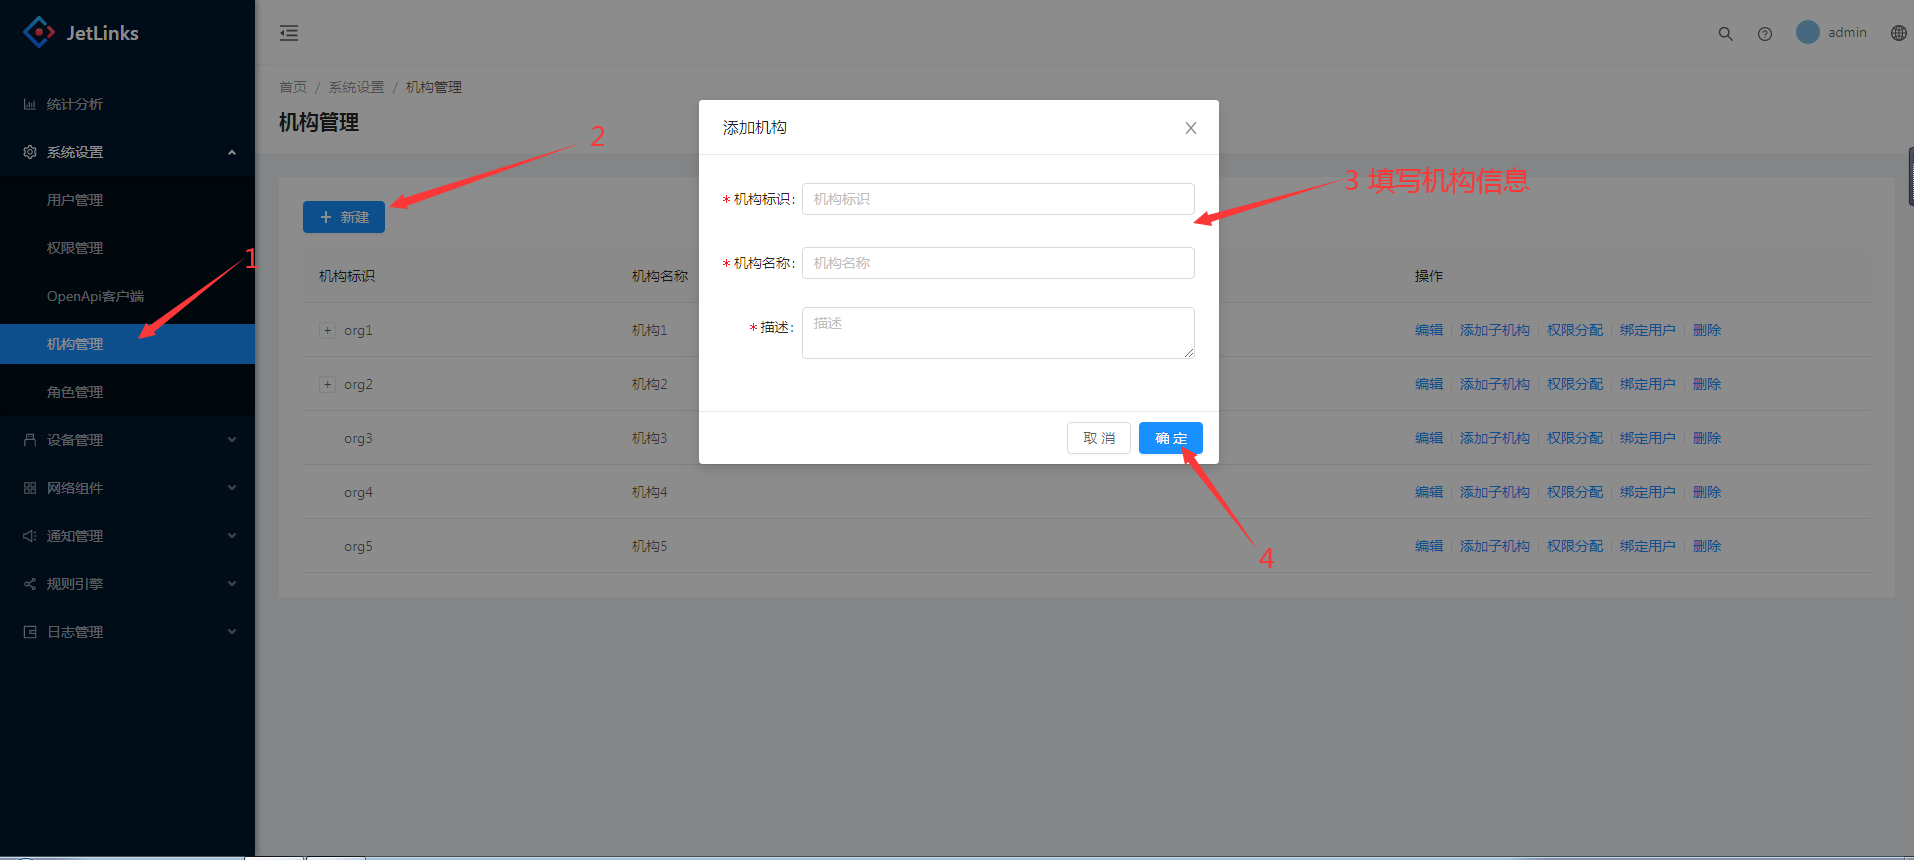 JetLinks
admin
统计分析
系统设置
用户管理
权限管理
OpenApi客户端
机构管理
角色管理
设备管理
网络组件
通知管理
规则引擎
日志管理
1
首页 / 系统设置 / 机构管理
机构管理
2
+ 新建
机构标识 机构名称 操作
+ org1 机构1 编辑 添加子机构 权限分配 绑定用户 删除
+ org2 机构2 编辑 添加子机构 权限分配 绑定用户 删除
org3 机构3 编辑 添加子机构 权限分配 绑定用户 删除
org4 机构4 编辑 添加子机构 权限分配 绑定用户 删除
org5 机构5 编辑 添加子机构 权限分配 绑定用户 删除
添加机构
* 机构标识: 机构标识
3 填写机构信息
* 机构名称: 机构名称
* 描述: 描述
取 消 确 定
4